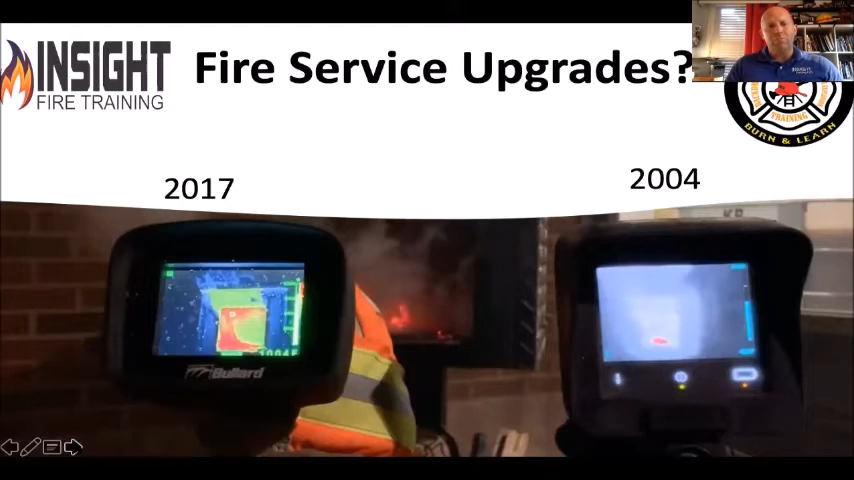 INSIGHT
FIRE TRAINING
Fire Service Upgrades?
TRAINING
BURN & LEARN
2017
2004
Bullard